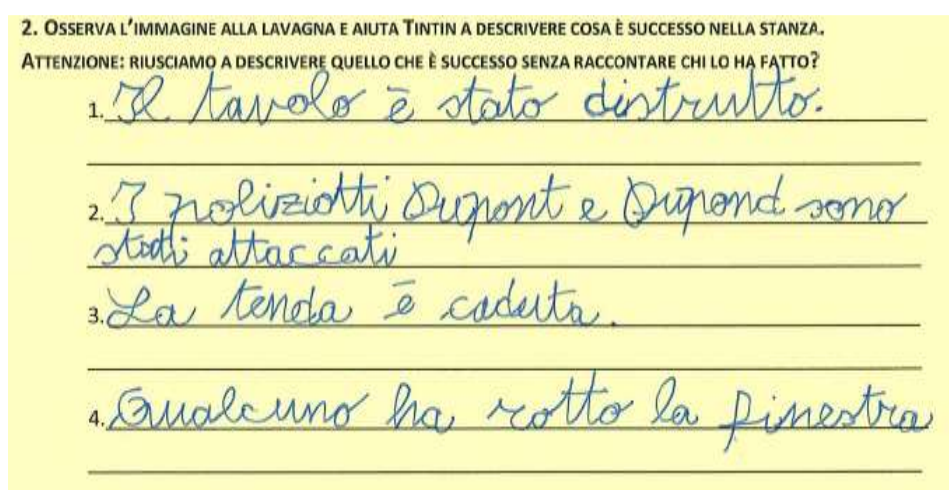 2. OSSERVA L'IMMAGINE ALLA LAVAGNA E AIUTA TINTIN A DESCRIVERE COSA È SUCCESSO NELLA STANZA.
ATTENZIONE: RIUSCIAMO A DESCRIVERE QUELLO CHE È SUCCESSO SENZA RACCONTARE CHI LO HA FATTO?
1. Il tavolo è stato distrutto.
2. I poliziotti Dupont e Dupond sono
stati attaccati
3. La tenda è caduta.
4. Qualcuno ha rotto la finestra